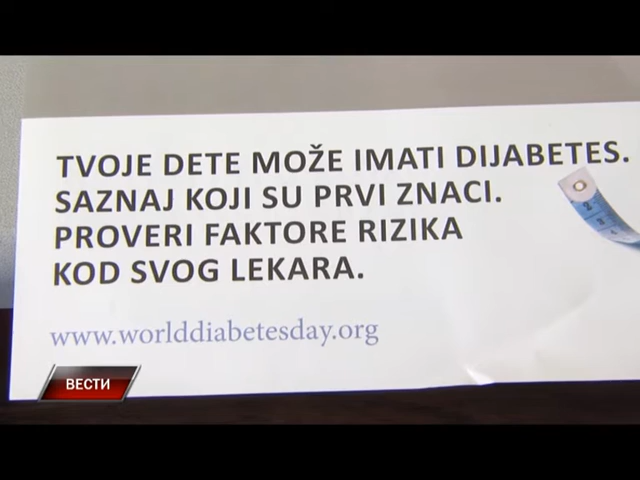 TVOJE DETE MOŽE IMATI DIJABETES.
SAZNAJ KOJI SU PRVI ZNACI.
PROVERI FAKTORE RIZIKA
KOD SVOG LEKARA.
www.worlddiabetesday.org
ВЕСТИ